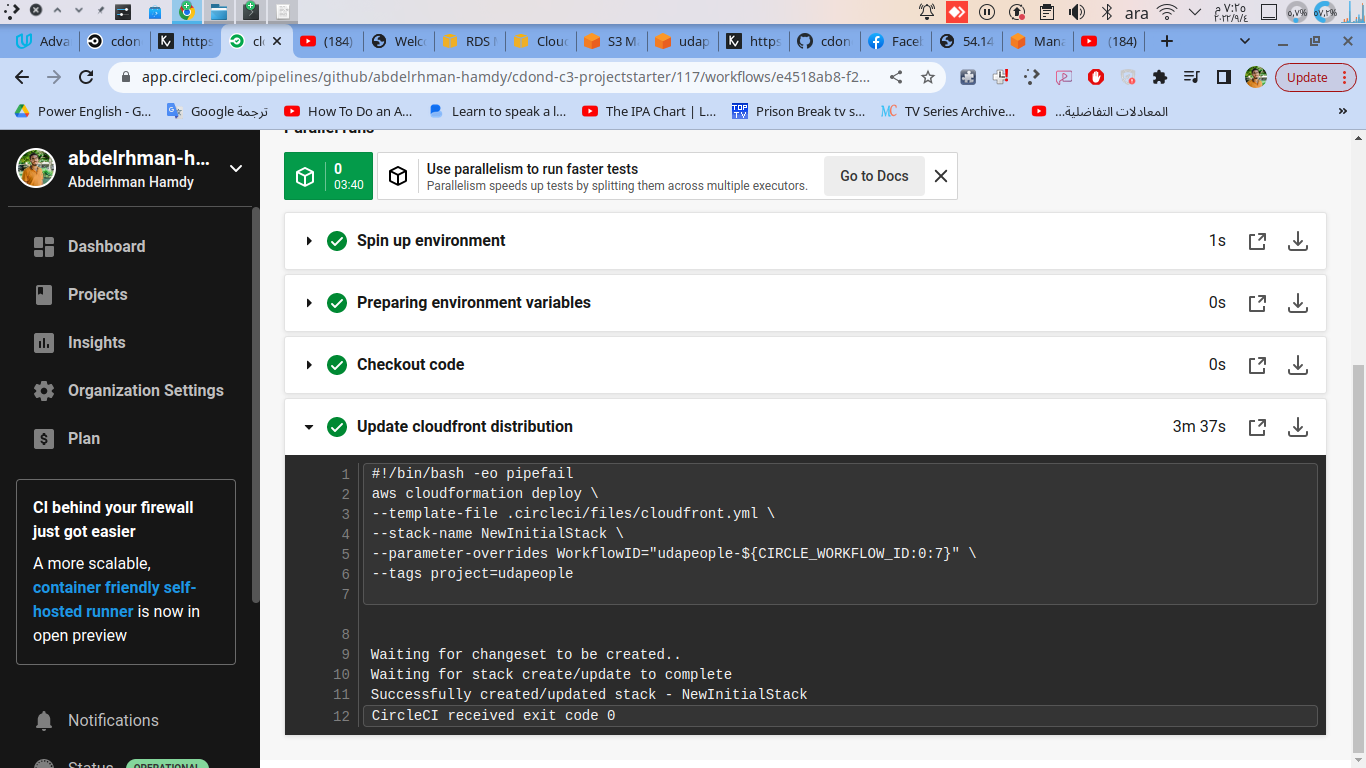 ara
م ٧:٢٥
٢٠٢٢/٩/٤
Adva
cdon
https
cl
(184)
Welc
RDS M
Clouc
S3 M
udap
https
cdon
Facel
54.14
Mana
(184)
app.circleci.com/pipelines/github/abdelrhman-hamdy/cdond-c3-projectstarter/117/workflows/e4518ab8-f2...
Update
Power English - G...
Google ترجمة
How To Do an A...
Learn to speak a l...
The IPA Chart | L...
Prison Break tv s...
TV Series Archive...
المعادلات التفاضلية...
»
abdelrhman-h...
Abdelrhman Hamdy
Dashboard
Projects
Insights
Organization Settings
Plan
CI behind your firewall
just got easier
A more scalable,
container friendly self-
hosted runner is now in
open preview
Notifications
Status
OPERATIONAL
Parallel runs
0
03:40
Use parallelism to run faster tests
Parallelism speeds up tests by splitting them across multiple executors.
Go to Docs
Spin up environment
1s
Preparing environment variables
0s
Checkout code
0s
Update cloudfront distribution
3m 37s
1 #!/bin/bash -eo pipefail
2 aws cloudformation deploy \
3 --template-file .circleci/files/cloudfront.yml \
4 --stack-name NewInitialStack \
5 --parameter-overrides WorkflowID="udapeople-${CIRCLE_WORKFLOW_ID:0:7}" \
6 --tags project=udapeople
7
8
9 Waiting for changeset to be created..
10 Waiting for stack create/update to complete
11 Successfully created/updated stack - NewInitialStack
12 CircleCI received exit code 0